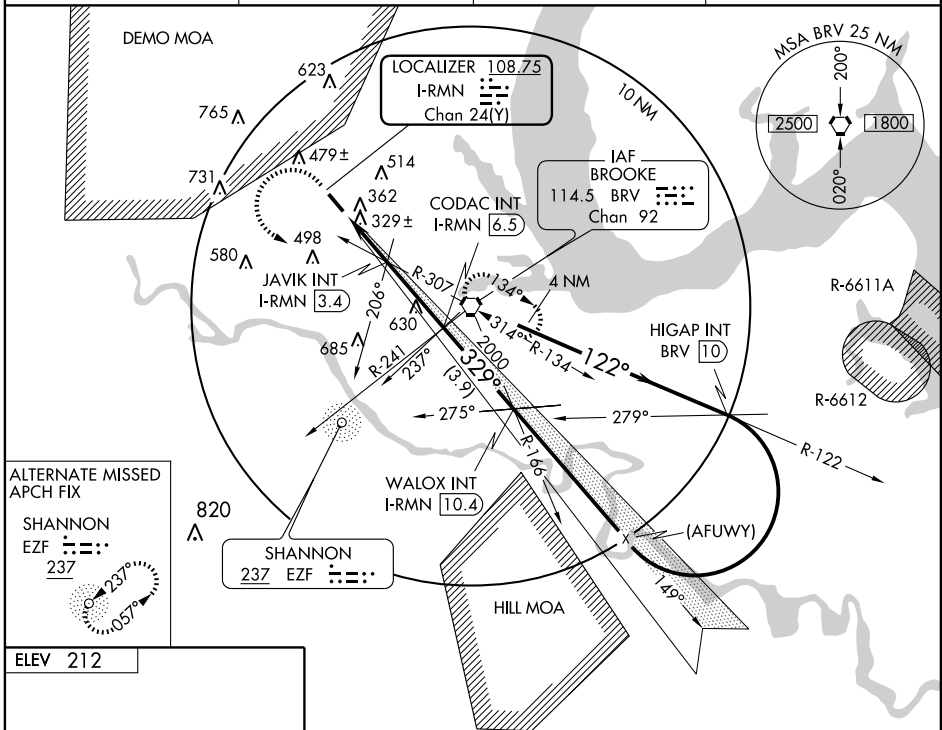 DEMO MOA
623
765
731
479±
514
362
329±
580
498
LOCALIZER 108.75
I-RMN
Chan 24(Y)
10 NM
MSA BRV 25 NM
200°
2500
1800
020°
IAF
BROOKE
114.5 BRV
Chan 92
CODAC INT
I-RMN 6.5
JAVIK INT
I-RMN 3.4
R-307
206°
134°
4 NM
314°
R-134
630
685
R-241
237°
2000
329°
(3.9)
122°
HIGAP INT
BRV 10
R-6611A
R-6612
275°
279°
R-122
R-166
WALOX INT
I-RMN 10.4
(AFUWY)
149°
HILL MOA
820
SHANNON
237 EZF
ALTERNATE MISSED
APCH FIX
SHANNON
EZF
237
237°
057°
ELEV 212
X